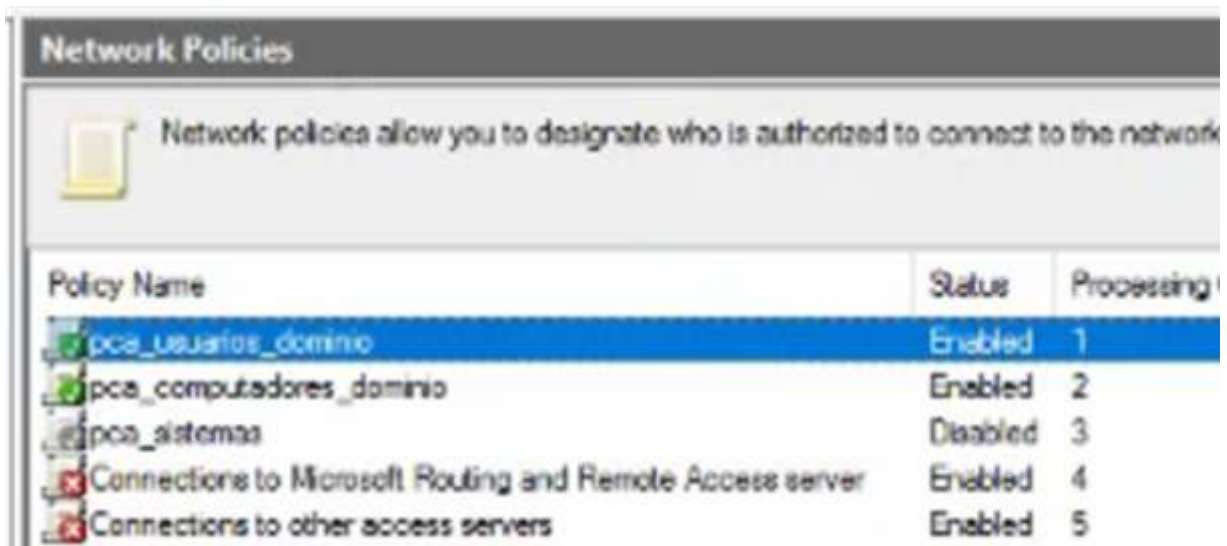 Network Policies
Network policies allow you to designate who is authorized to connect to the network
Policy Name Status Processing
pca_usuarios_dominio Enabled 1
pca_computadores_dominio Enabled 2
pca_sistemas Disabled 3
Connections to Microsoft Routing and Remote Access server Enabled 4
Connections to other access servers Enabled 5